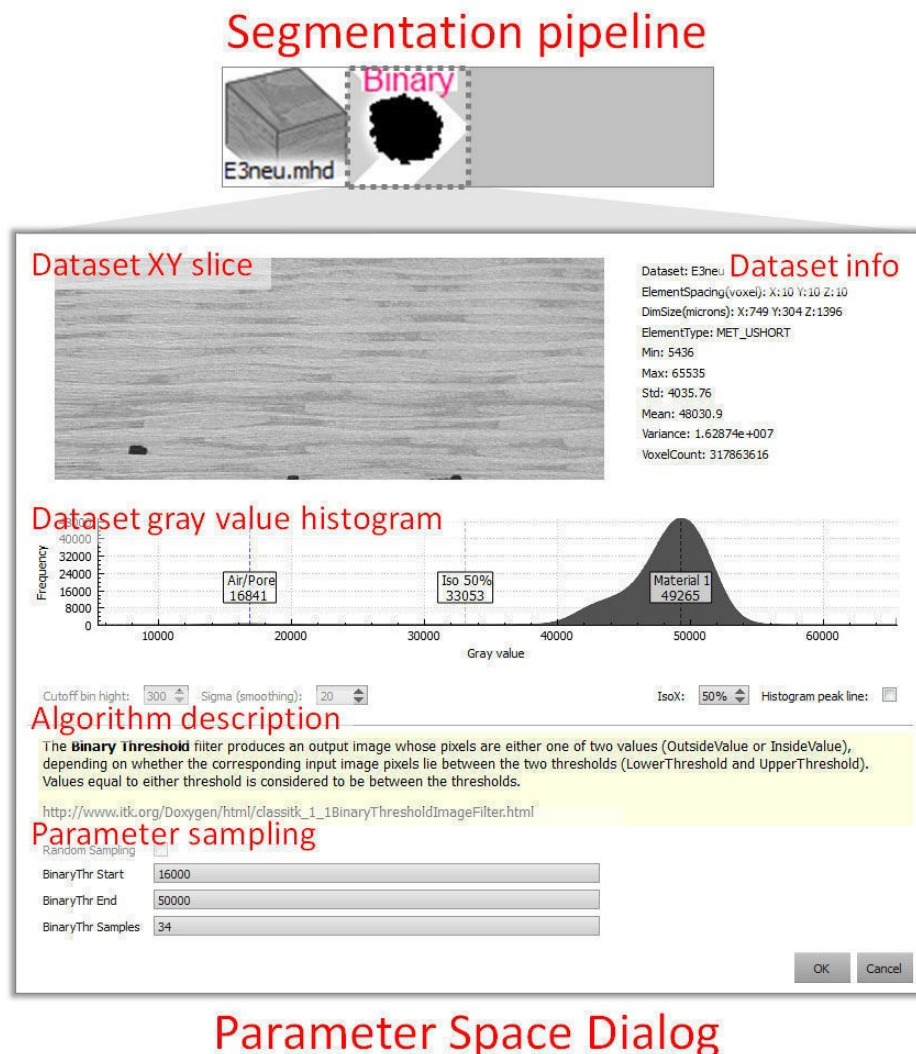 Segmentation pipeline
Binary
E3neu.mhd
Dataset XY slice
Dataset info
Dataset: E3neu
ElementSpacing(voxel): X:10 Y:10 Z:10
DimSize(microns): X:749 Y:304 Z:1396
ElementType: MET_USHORT
Min: 5436
Max: 65535
Std: 4035.76
Mean: 48030.9
Variance: 1.62874e+007
VoxelCount: 317863616
Dataset gray value histogram
Frequency
40000
32000
24000
16000
8000
0
Air/Pore
16841
Iso 50%
33053
Material 1
49265
10000
20000
30000
40000
50000
60000
Gray value
Cutoff bin hight: 300 Sigma (smoothing): 20 IsoX: 50% Histogram peak line:
Algorithm description
The Binary Threshold fiilter produces an output image whose pixels are either one of two values (OutsideValue or InsideValue),
depending on whether the corresponding input image pixels lie between the two thresholds (LowerThreshold and UpperThreshold).
Values equal to either threshold is considered to be between the thresholds.
http://www.itk.org/Doxygen/html/classitk_1_1BinaryThresholdImageFilter.html
Parameter sampling
Random Sampling
BinaryThr Start 16000
BinaryThr End 50000
BinaryThr Samples 34
OK Cancel
Parameter Space Dialog